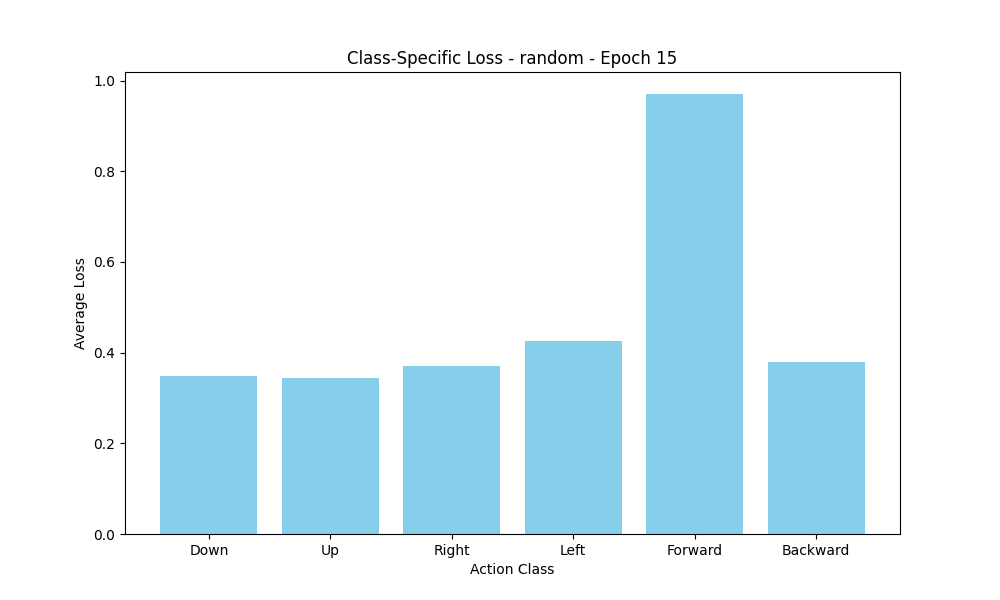 Class-Specific Loss - random - Epoch 15
1.0
0.8
0.6
0.4
0.2
0.0
Average Loss
Down Up Right Left Forward Backward
Action Class